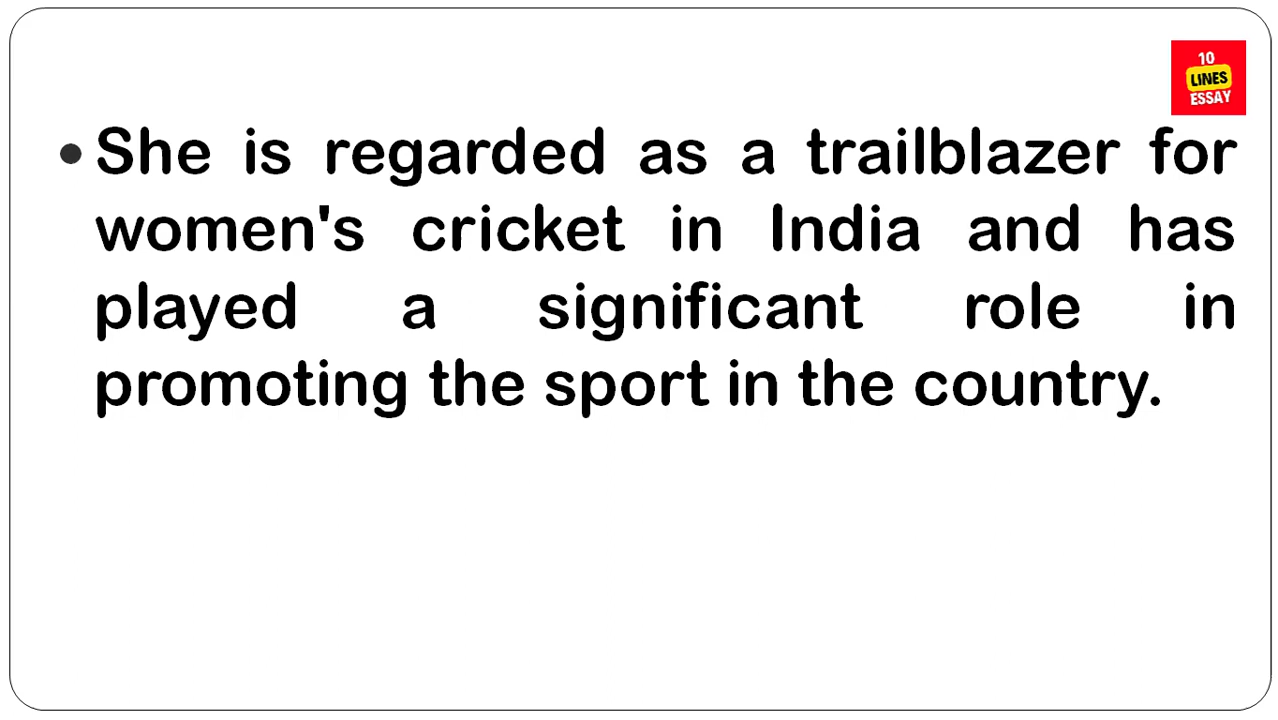 10
LINES
ESSAY
• She is regarded as a trailblazer for
women's cricket in India and has
played a significant role in
promoting the sport in the country.